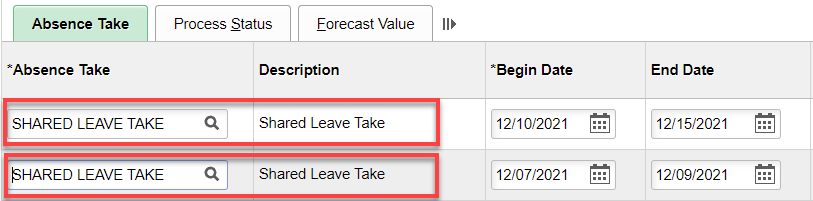 Absence Take Process Status Forecast Value
*Absence Take Description *Begin Date End Date
SHARED LEAVE TAKE Shared Leave Take 12/10/2021 12/15/2021
SHARED LEAVE TAKE Shared Leave Take 12/07/2021 12/09/2021